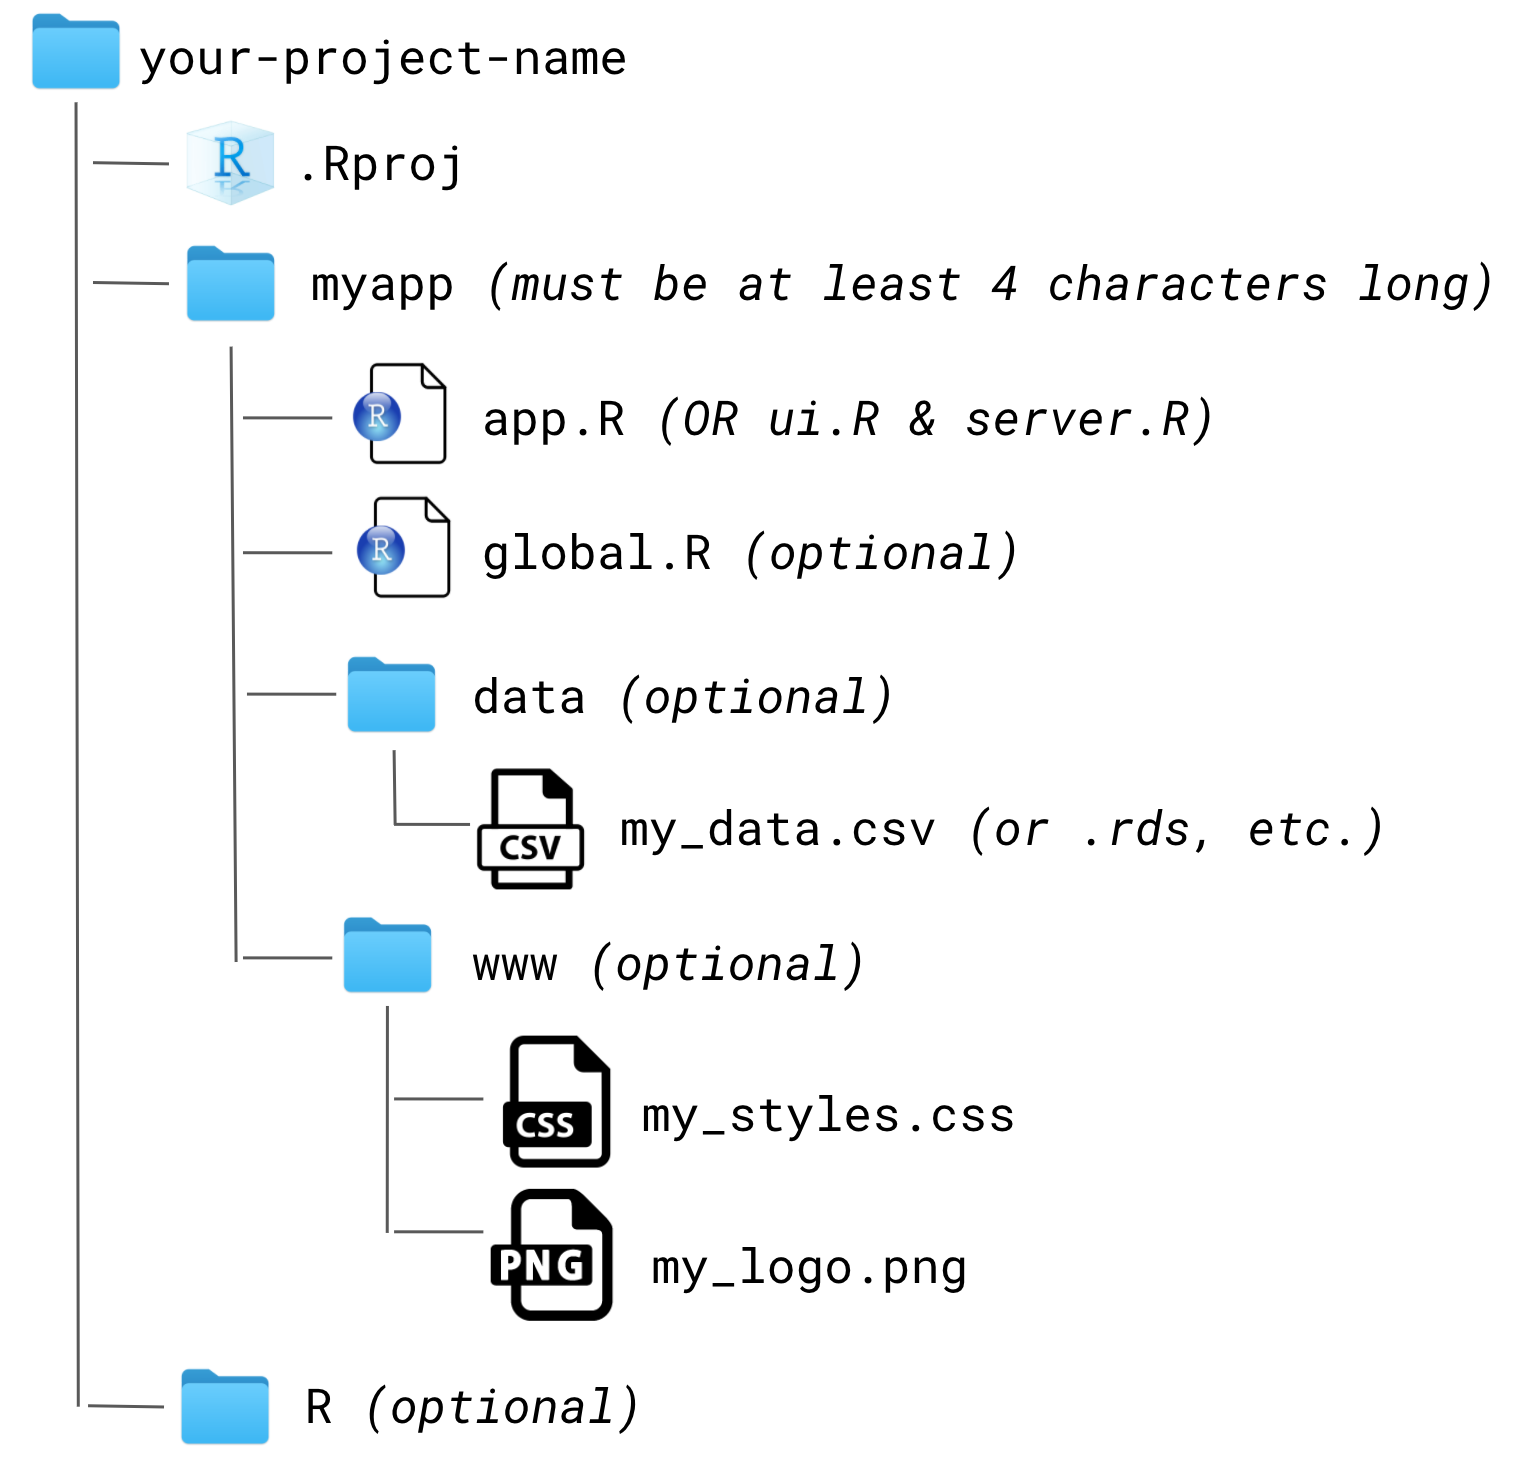 your-project-name
R .Rproj
myapp (must be at least 4 characters long)
R app.R (OR ui.R & server.R)
R global.R (optional)
data (optional)
CSV my_data.csv (or .rds, etc.)
www (optional)
CSS my_styles.css
PNG my_logo.png
R (optional)